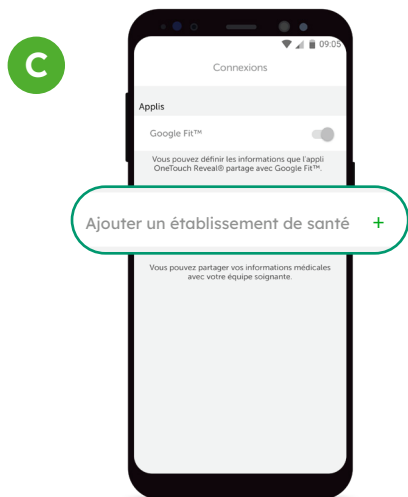 C
09:05
Connexions
Applis
Google Fit™
Vous pouvez définir les informations que l'appli
OneTouch Reveal® partage avec Google Fit™.
Ajouter un établissement de santé +
Vous pouvez partager vos informations médicales
avec votre équipe soignante.